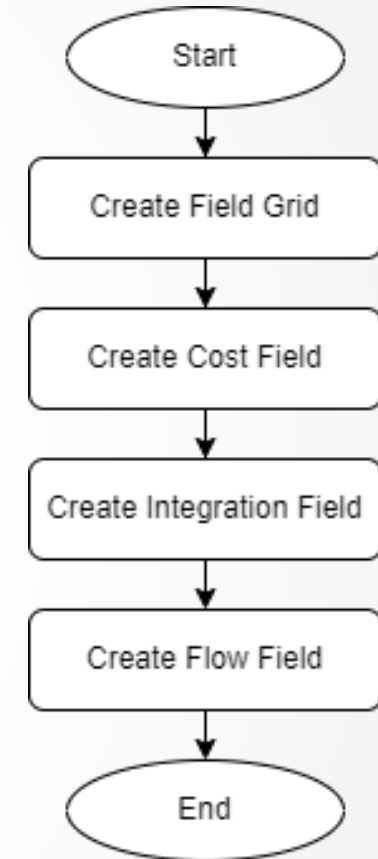 Start
Create Field Grid
Create Cost Field
Create Integration Field
Create Flow Field
End